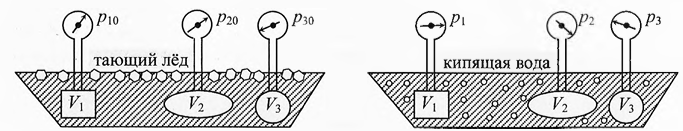 p10 p20 p30
тающий лёд
V1 V2 V3
p1 p2 p3
кипящая вода
V1 V2 V3